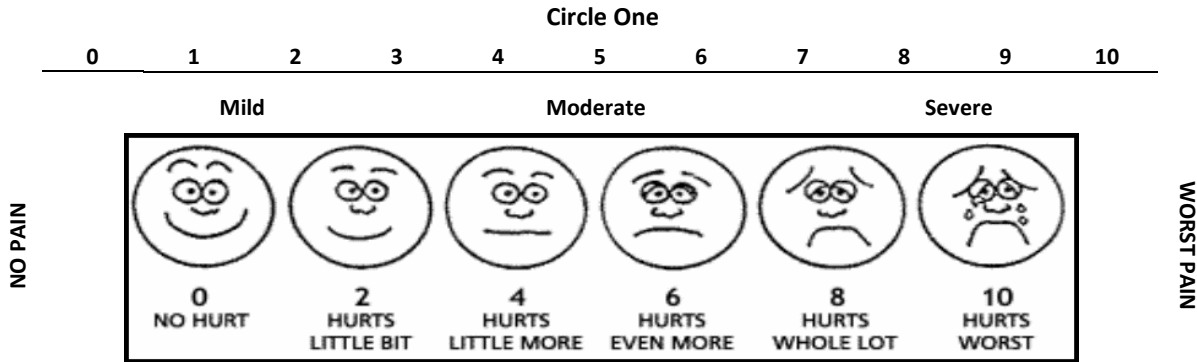 Circle One
0 1 2 3 4 5 6 7 8 9 10
Mild Moderate Severe
NO PAIN
0 2 4 6 8 10
NO HURT HURTS HURTS HURTS HURTS HURTS
LITTLE BIT LITTLE MORE EVEN MORE WHOLE LOT WORST
WORST PAIN